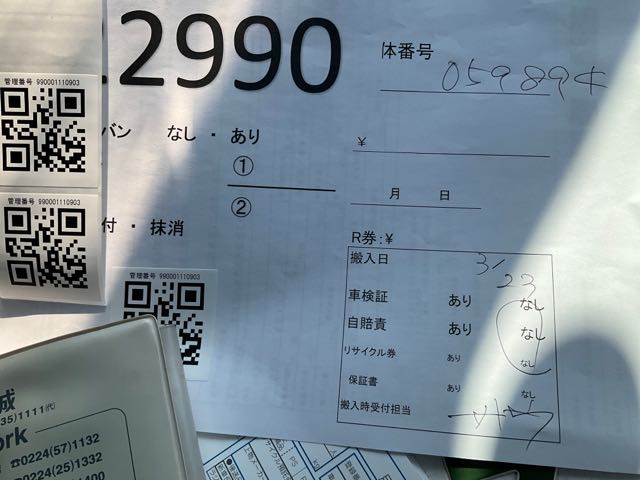 2990
体番号 059894
管理番号 990001110903
バン なし ・ あり
¥
①
②
月 日
管理番号 990001110903
付 ・ 抹消
R券:¥
搬入日 3/23
管理番号 990001110903
車検証 あり なし
自賠責 あり なし
リサイクル券 あり なし
保証書 あり なし
搬入時受付担当
城
35)1111(代)
ork
☎0224(57)1132
☎0224(25)1332
1400